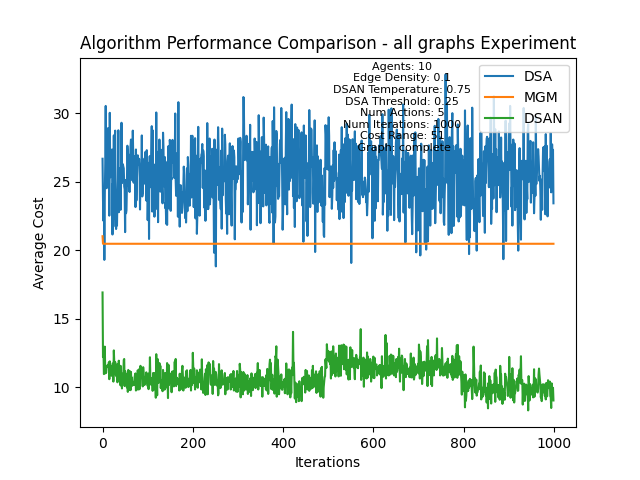 Algorithm Performance Comparison - all graphs Experiment
Agents: 10
Edge Density: 0.1
DSAN Temperature: 0.75
DSA Threshold: 0.25
Num Actions: 5
Num Iterations: 1000
Cost Range: 51
Graph: complete
DSA
MGM
DSAN
Average Cost
30
25
20
15
10
0
200
400
600
800
1000
Iterations